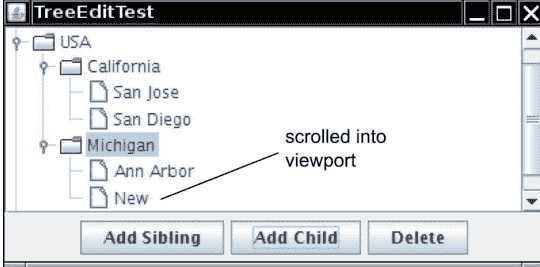 TreeEditTest
USA
California
San Jose
San Diego
Michigan
Ann Arbor
New
scrolled into
viewport
Add Sibling
Add Child
Delete